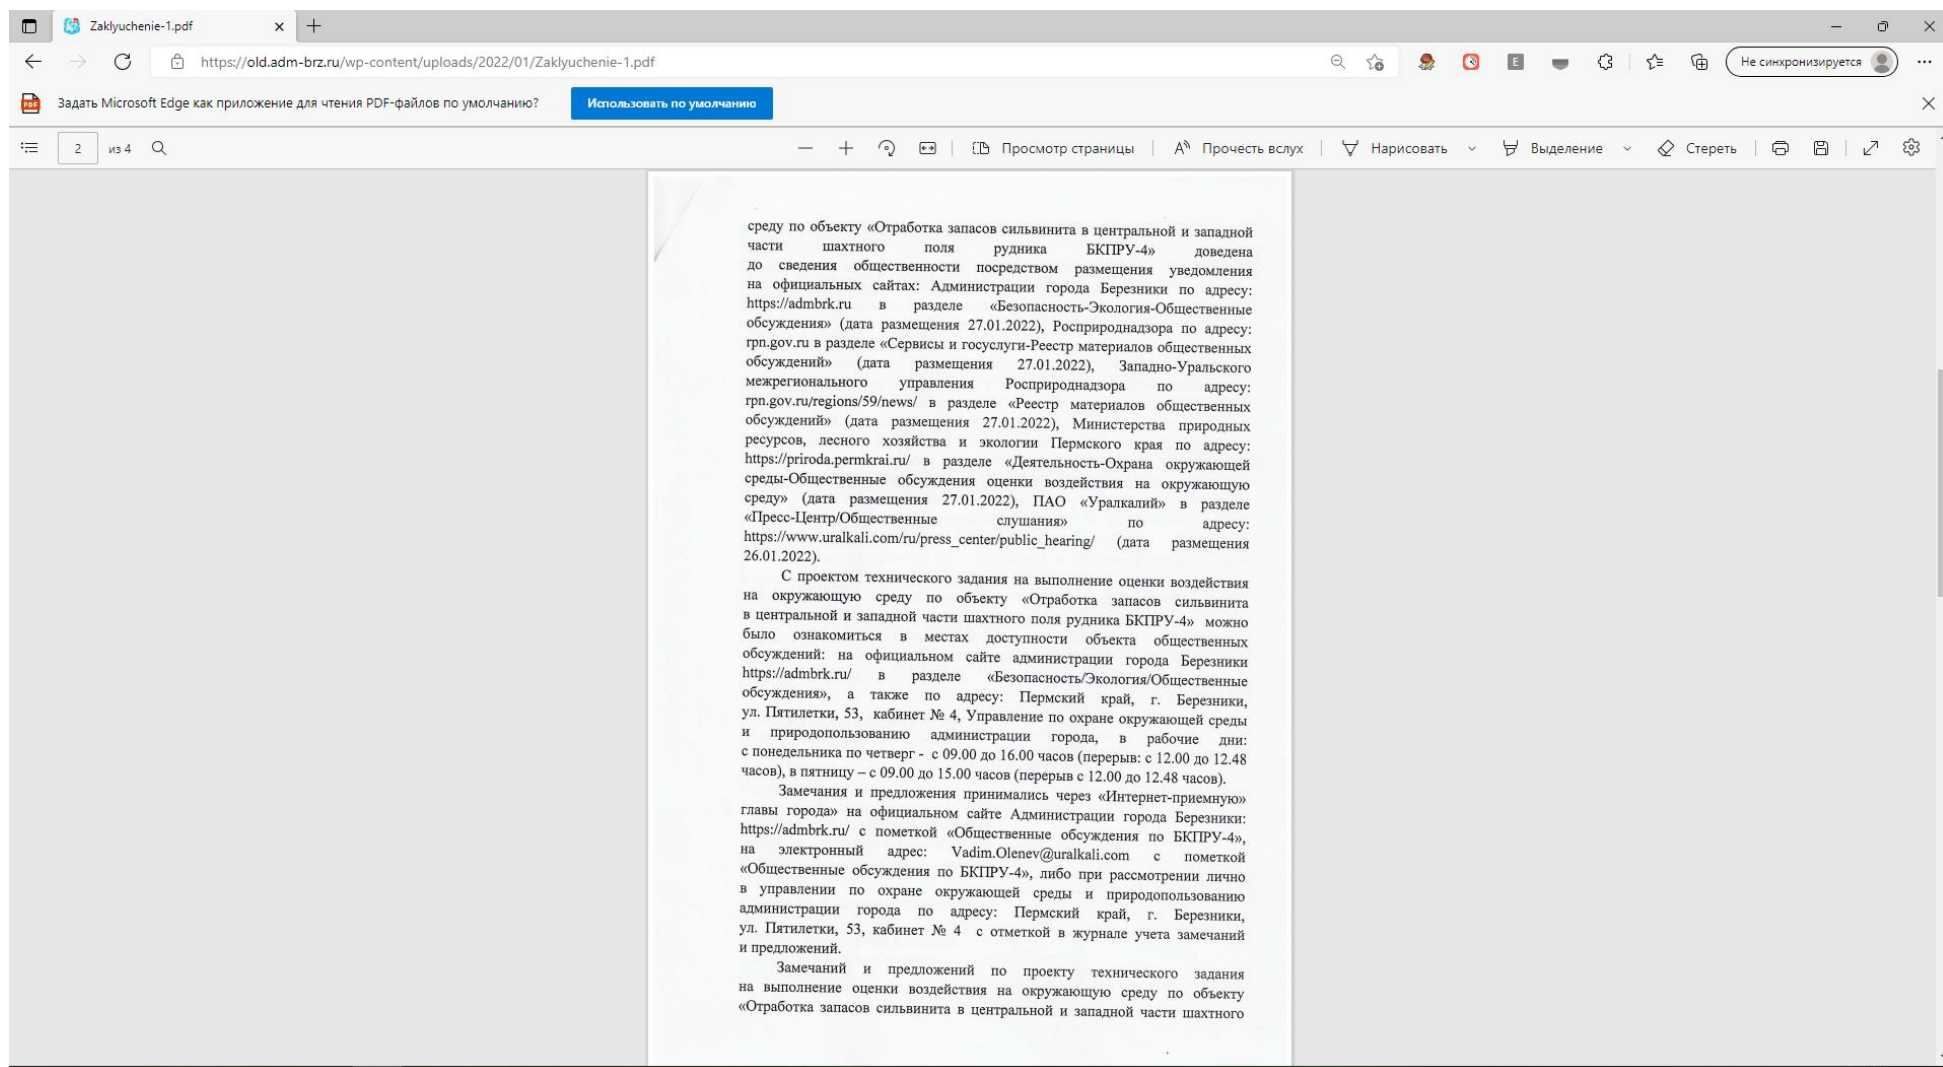 Zaklyuchenie-1.pdf
https://old.adm-brz.ru/wp-content/uploads/2022/01/Zaklyuchenie-1.pdf
Не синхронизируется
Задать Microsoft Edge как приложение для чтения PDF-файлов по умолчанию?
Использовать по умолчанию
2 из 4
Просмотр страницы
Прочесть вслух
Нарисовать
Выделение
Стереть
среду по объекту «Отработка запасов сильвинита в центральной и западной
части шахтного поля рудника БКПРУ-4» доведена
до сведения общественности посредством размещения уведомления
на официальных сайтах: Администрации города Березники по адресу:
https://admbrk.ru в разделе «Безопасность-Экология-Общественные
обсуждения» (дата размещения 27.01.2022), Росприроднадзора по адресу:
rpn.gov.ru в разделе «Сервисы и госуслуги-Реестр материалов общественных
обсуждений» (дата размещения 27.01.2022), Западно-Уральского
межрегионального управления Росприроднадзора по адресу:
rpn.gov.ru/regions/59/news/ в разделе «Реестр материалов общественных
обсуждений» (дата размещения 27.01.2022), Министерства природных
ресурсов, лесного хозяйства и экологии Пермского края по адресу:
https://priroda.permkrai.ru/ в разделе «Деятельность-Охрана окружающей
среды-Общественные обсуждения оценки воздействия на окружающую
среду» (дата размещения 27.01.2022), ПАО «Уралкалий» в разделе
«Пресс-Центр/Общественные слушания» по адресу:
https://www.uralkali.com/ru/press_center/public_hearing/ (дата размещения
26.01.2022).
С проектом технического задания на выполнение оценки воздействия
на окружающую среду по объекту «Отработка запасов сильвинита
в центральной и западной части шахтного поля рудника БКПРУ-4» можно
было ознакомиться в местах доступности объекта общественных
обсуждений: на официальном сайте администрации города Березники
https://admbrk.ru/ в разделе «Безопасность/Экология/Общественные
обсуждения», а также по адресу: Пермский край, г. Березники,
ул. Пятилетки, 53, кабинет № 4, Управление по охране окружающей среды
и природопользованию администрации города, в рабочие дни:
с понедельника по четверг - с 09.00 до 16.00 часов (перерыв: с 12.00 до 12.48
часов), в пятницу – с 09.00 до 15.00 часов (перерыв с 12.00 до 12.48 часов).
Замечания и предложения принимались через «Интернет-приемную»
главы города» на официальном сайте Администрации города Березники:
https://admbrk.ru/ с пометкой «Общественные обсуждения по БКПРУ-4»,
на электронный адрес: Vadim.Olenev@uralkali.com с пометкой
«Общественные обсуждения по БКПРУ-4», либо при рассмотрении лично
в управлении по охране окружающей среды и природопользованию
администрации города по адресу: Пермский край, г. Березники,
ул. Пятилетки, 53, кабинет № 4 с отметкой в журнале учета замечаний
и предложений.
Замечаний и предложений по проекту технического задания
на выполнение оценки воздействия на окружающую среду по объекту
«Отработка запасов сильвинита в центральной и западной части шахтного